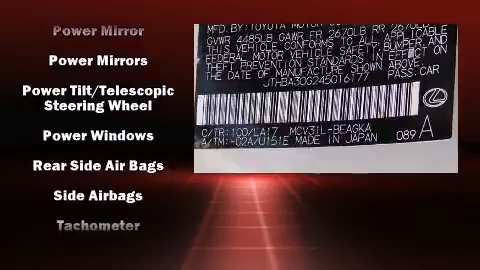 Power Mirror
Power Mirrors
Power Tilt/Telescopic
Steering Wheel
Power Windows
Rear Side Air Bags
Side Airbags
Tachometer
MFD. BY: TOYOTA MOTOR
GVWR 4488LB GAWR FR 2670LB RR 2670LB
THIS VEHICLE CONFORMS TO ALL APPLICABLE
FEDERAL MOTOR VEHICLE SAFETY, BUMPER, AND
THEFT PREVENTION STANDARDS IN EFFECT ON
THE DATE OF MANUFACTURE SHOWN ABOVE.
JTHBA30G245016177 PASS. CAR
C/TR: 100/LA17 MCV31L-BEAGKA
A/TM: -02A/U151E MADE IN JAPAN 089 A